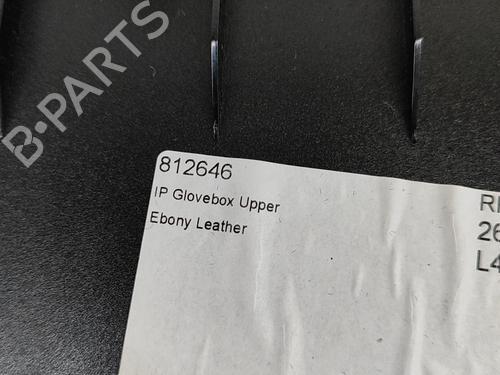 B-PARTS
812646
IP Glovebox Upper
Ebony Leather
26
L4